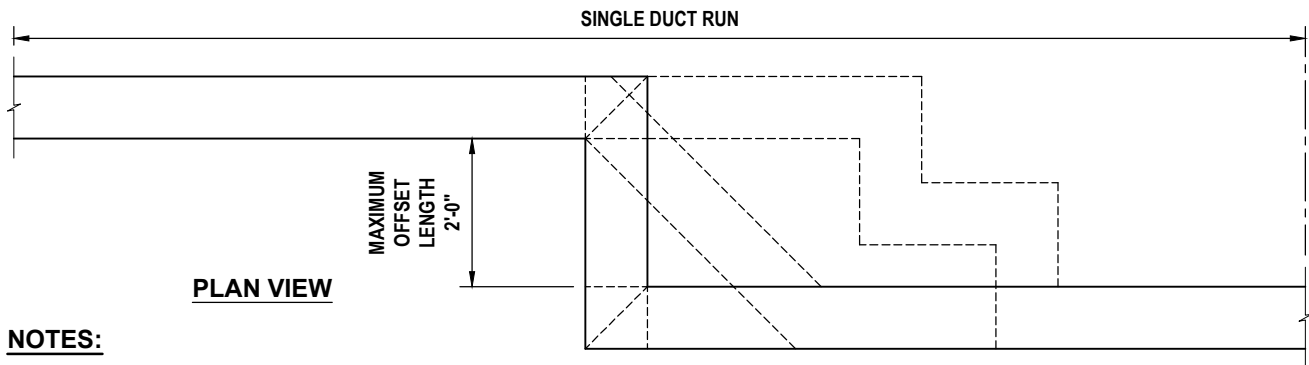 SINGLE DUCT RUN
MAXIMUM
OFFSET
LENGTH
2'-0"
PLAN VIEW
NOTES: